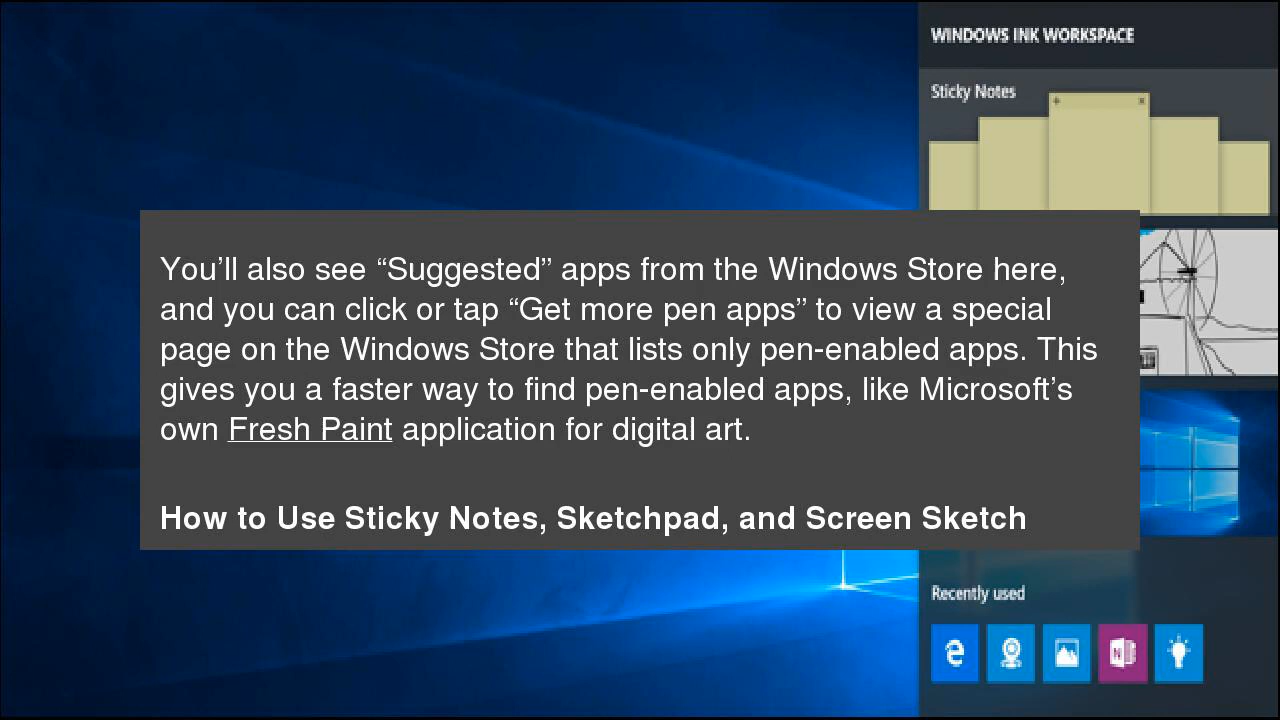 WINDOWS INK WORKSPACE
Sticky Notes
You’ll also see “Suggested” apps from the Windows Store here,
and you can click or tap “Get more pen apps” to view a special
page on the Windows Store that lists only pen-enabled apps. This
gives you a faster way to find pen-enabled apps, like Microsoft’s
own Fresh Paint application for digital art.
How to Use Sticky Notes, Sketchpad, and Screen Sketch
Recently used